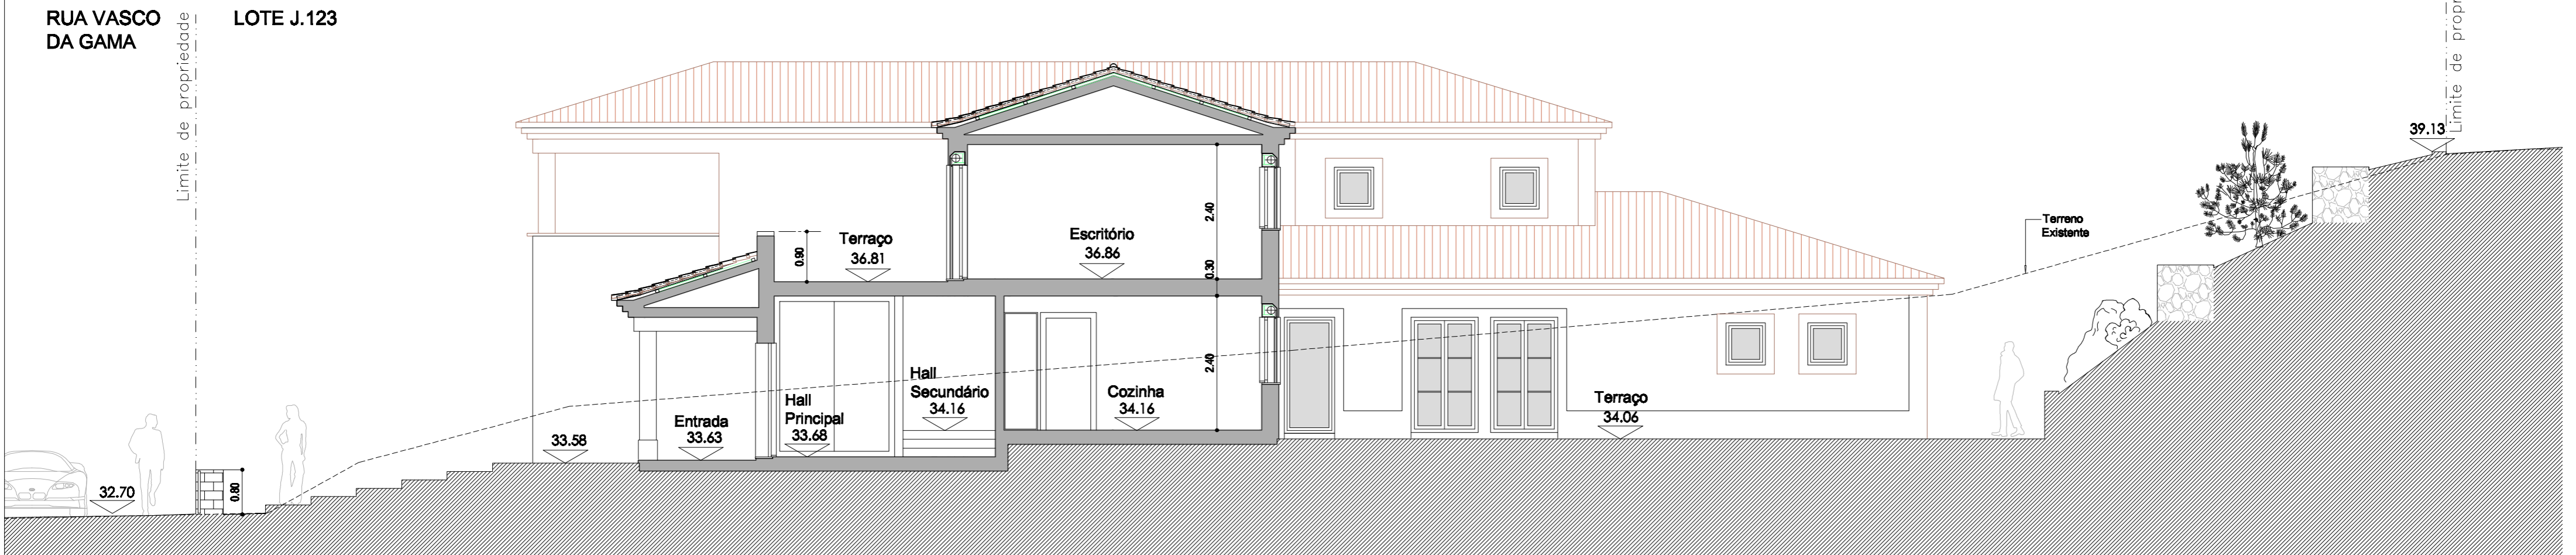 RUA VASCO
DA GAMA
LOTE J.123
Limite de propriedade
Limite de propr
39.13
Terreno
Existente
Terraço
36.81
Escritório
36.86
0.90
2.40
0.30
2.40
Hall
Secundário
34.16
Cozinha
34.16
Hall
Principal
33.68
Entrada
33.63
33.58
Terraço
34.06
32.70
0.80